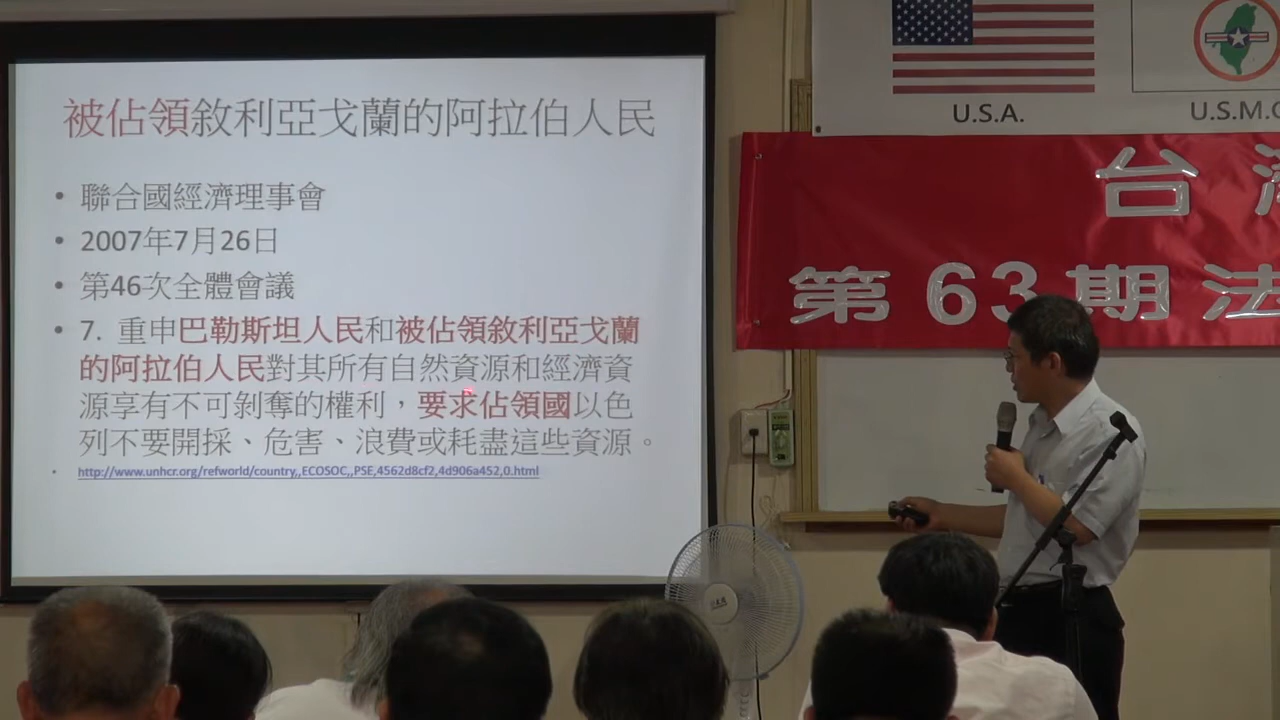 被佔領敘利亞戈蘭的阿拉伯人民
• 聯合國經濟理事會
• 2007年7月26日
• 第46次全體會議
• 7. 重申巴勒斯坦人民和被佔領敘利亞戈蘭
的阿拉伯人民對其所有自然資源和經濟資
源享有不可剝奪的權利，要求佔領國以色
列不要開採、危害、浪費或耗盡這些資源。
• http://www.unhcr.org/refworld/country,,ECOSOC,,PSE,4562d8cf2,4d906a452,0.html
U.S.A.
U.S.M.G
台灣
第63期法